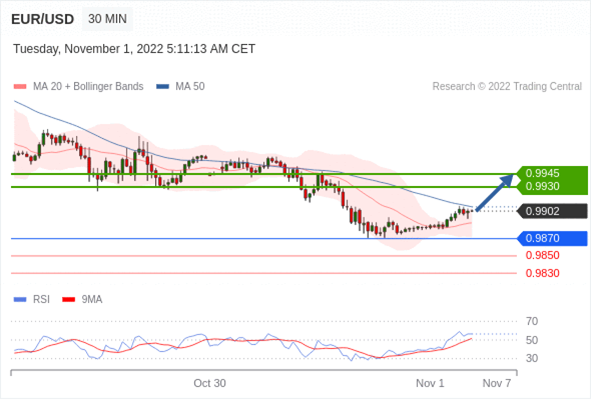 EUR/USD 30 MIN
Tuesday, November 1, 2022 5:11:13 AM CET
MA 20 + Bollinger Bands MA 50 Research © 2022 Trading Central
0.9945
0.9930
0.9902
0.9870
0.9850
0.9830
RSI 9MA
70
50
30
Oct 30 Nov 1 Nov 7